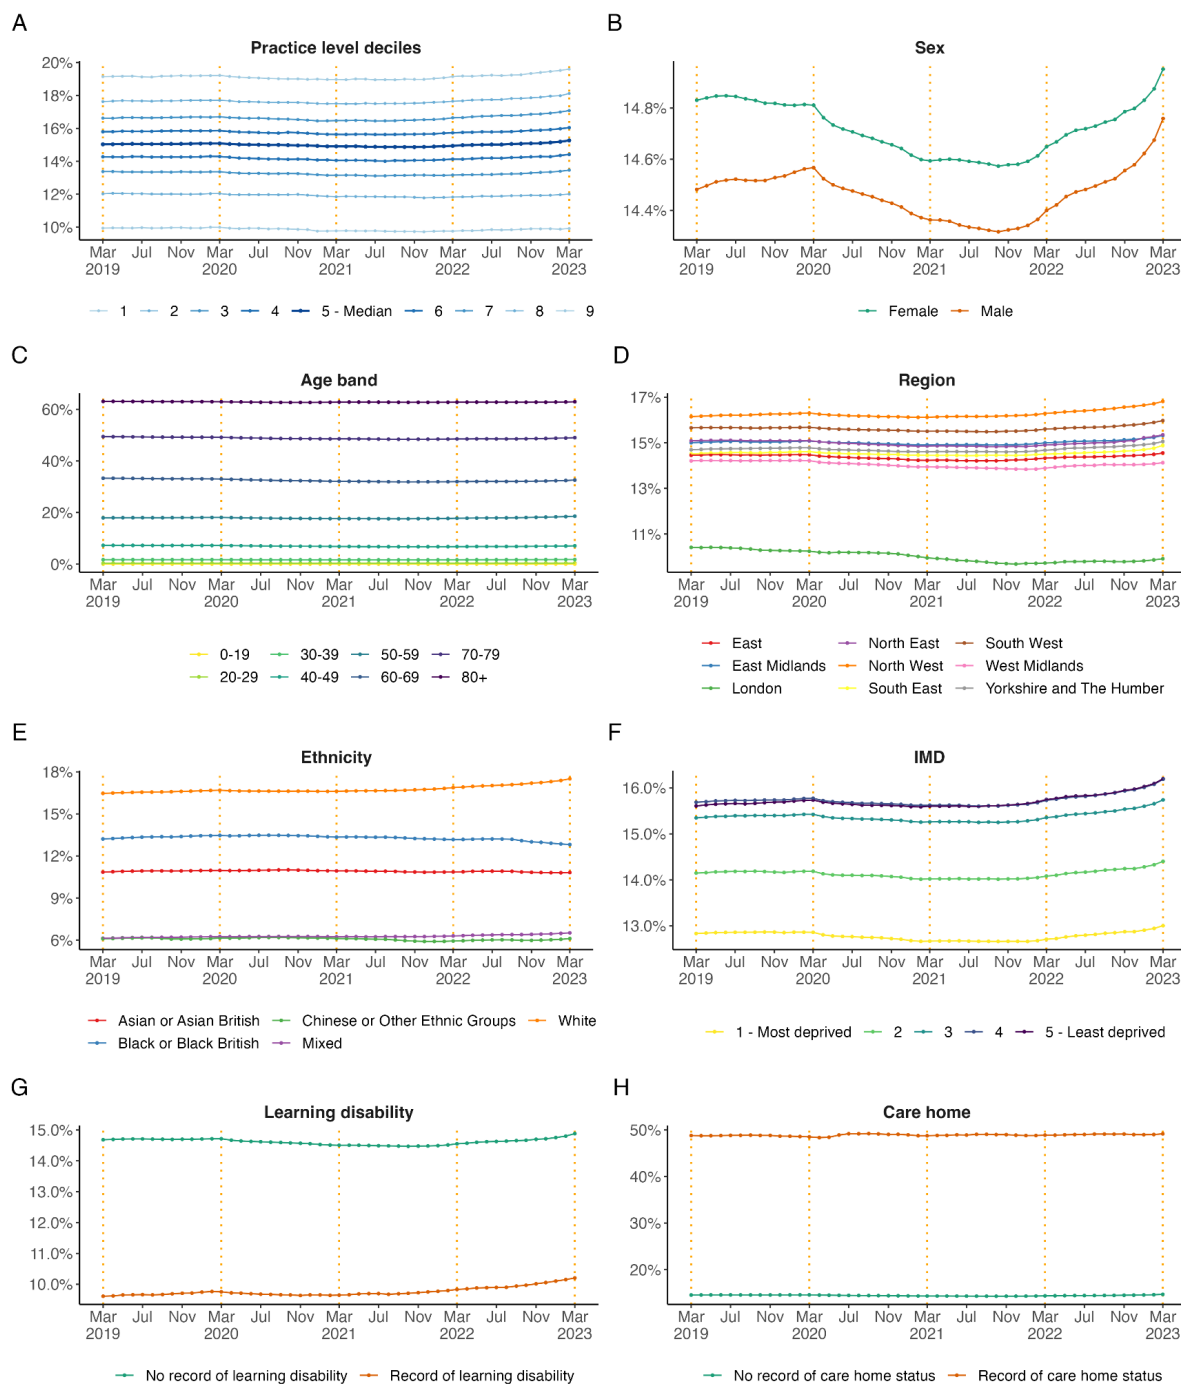 A
Practice level deciles
20%
18%
16%
14%
12%
10%
Mar Jul Nov Mar Jul Nov Mar Jul Nov Mar Jul Nov Mar
2019 2020 2021 2022 2023
1 2 3 4 5 - Median 6 7 8 9
B
Sex
14.8%
14.6%
14.4%
Mar Jul Nov Mar Jul Nov Mar Jul Nov Mar Jul Nov Mar
2019 2020 2021 2022 2023
Female Male
C
Age band
60%
40%
20%
0%
Mar Jul Nov Mar Jul Nov Mar Jul Nov Mar Jul Nov Mar
2019 2020 2021 2022 2023
0-19 30-39 50-59 70-79
20-29 40-49 60-69 80+
D
Region
17%
15%
13%
11%
Mar Jul Nov Mar Jul Nov Mar Jul Nov Mar Jul Nov Mar
2019 2020 2021 2022 2023
East North East South West
East Midlands North West West Midlands
London South East Yorkshire and The Humber
E
Ethnicity
18%
15%
12%
9%
6%
Mar Jul Nov Mar Jul Nov Mar Jul Nov Mar Jul Nov Mar
2019 2020 2021 2022 2023
Asian or Asian British Chinese or Other Ethnic Groups White
Black or Black British Mixed
F
IMD
16.0%
15.0%
14.0%
13.0%
Mar Jul Nov Mar Jul Nov Mar Jul Nov Mar Jul Nov Mar
2019 2020 2021 2022 2023
1 - Most deprived 2 3 4 5 - Least deprived
G
Learning disability
15.0%
14.0%
13.0%
12.0%
11.0%
10.0%
Mar Jul Nov Mar Jul Nov Mar Jul Nov Mar Jul Nov Mar
2019 2020 2021 2022 2023
No record of learning disability Record of learning disability
H
Care home
50%
40%
30%
20%
Mar Jul Nov Mar Jul Nov Mar Jul Nov Mar Jul Nov Mar
2019 2020 2021 2022 2023
No record of care home status Record of care home status